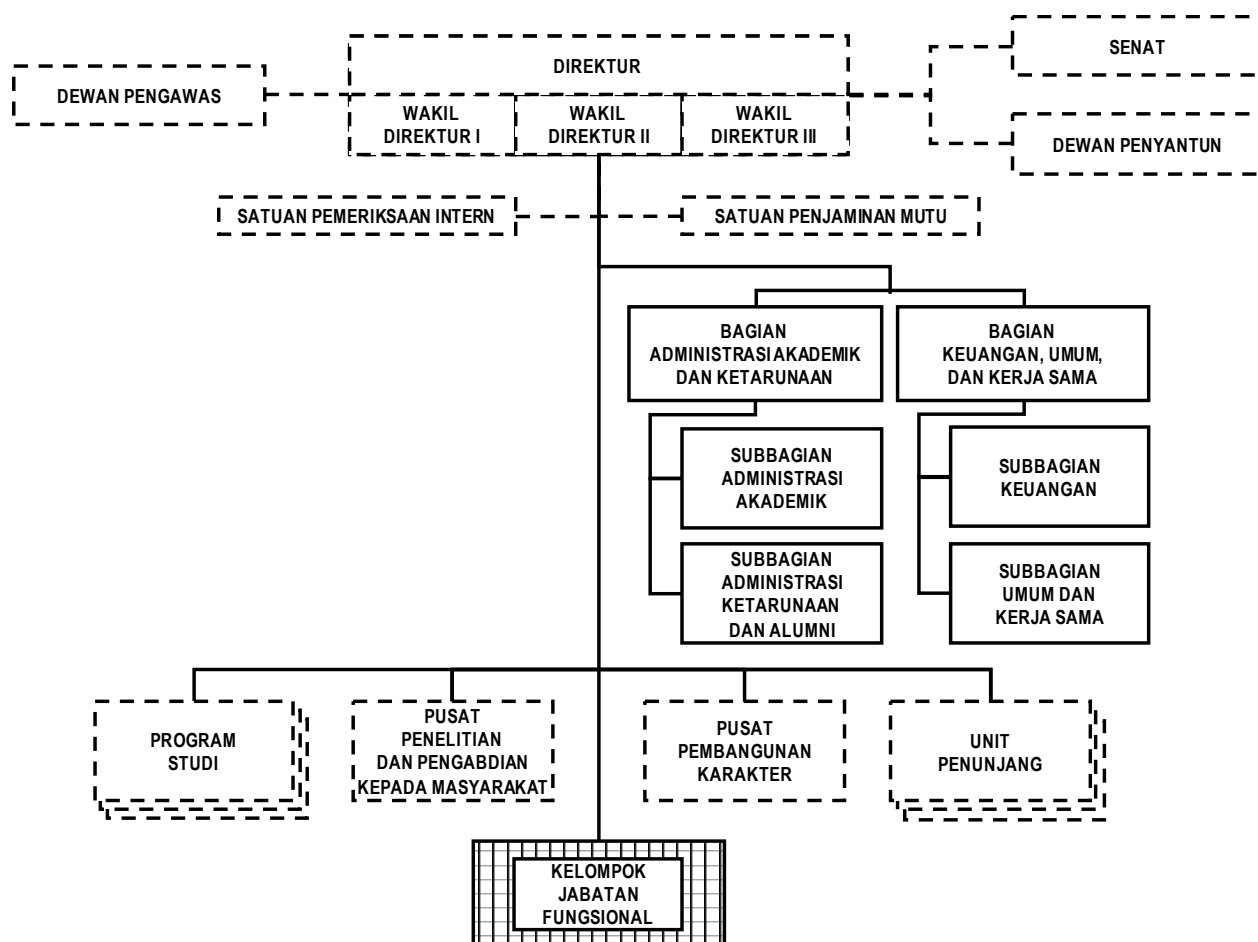 DIREKTUR
SENAT
DEWAN PENGAWAS
WAKIL
DIREKTUR I
WAKIL
DIREKTUR II
WAKIL
DIREKTUR III
DEWAN PENYANTUN
SATUAN PEMERIKSAAN INTERN
SATUAN PENJAMINAN MUTU
BAGIAN
ADMINISTRASI AKADEMIK
DAN KETARUNAAN
BAGIAN
KEUANGAN, UMUM,
DAN KERJA SAMA
SUBBAGIAN
ADMINISTRASI
AKADEMIK
SUBBAGIAN
KEUANGAN
SUBBAGIAN
ADMINISTRASI
KETARUNAAN
DAN ALUMNI
SUBBAGIAN
UMUM DAN
KERJA SAMA
PROGRAM
STUDI
PUSAT
PENELITIAN
DAN PENGABDIAN
KEPADA MASYARAKAT
PUSAT
PEMBANGUNAN
KARAKTER
UNIT
PENUNJANG
KELOMPOK
JABATAN
FUNGSIONAL